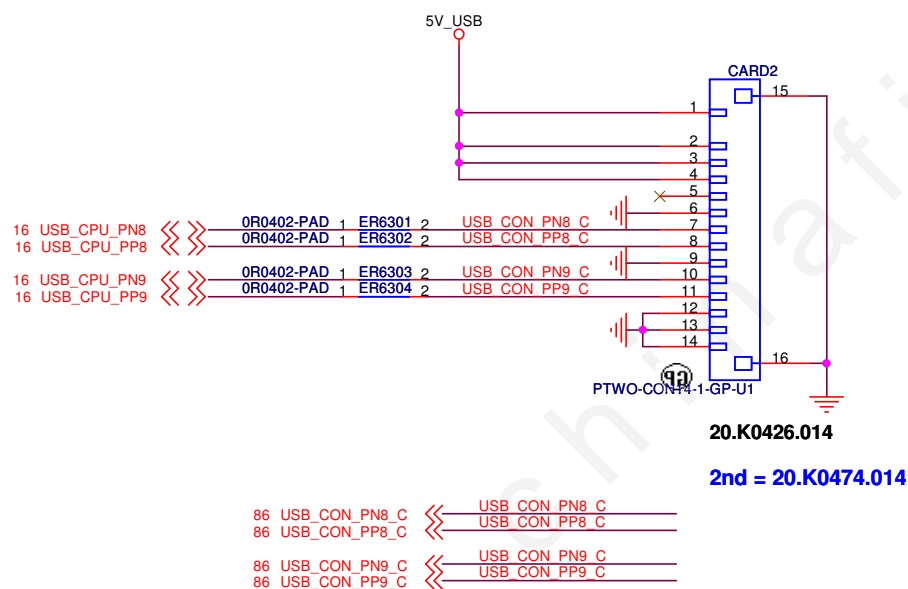 5V_USB
CARD2
15
1
2
3
4
5
6
16 USB_CPU_PN8 0R0402-PAD 1 ER6301 2 USB_CON_PN8_C 7
16 USB_CPU_PP8 0R0402-PAD 1 ER6302 2 USB_CON_PP8_C 8
9
16 USB_CPU_PN9 0R0402-PAD 1 ER6303 2 USB_CON_PN9_C 10
16 USB_CPU_PP9 0R0402-PAD 1 ER6304 2 USB_CON_PP9_C 11
12
13
14
16
GP
PTWO-CON14-1-GP-U1
20.K0426.014
2nd = 20.K0474.014
86 USB_CON_PN8_C USB_CON_PN8_C
86 USB_CON_PP8_C USB_CON_PP8_C
86 USB_CON_PN9_C USB_CON_PN9_C
86 USB_CON_PP9_C USB_CON_PP9_C
chinafi